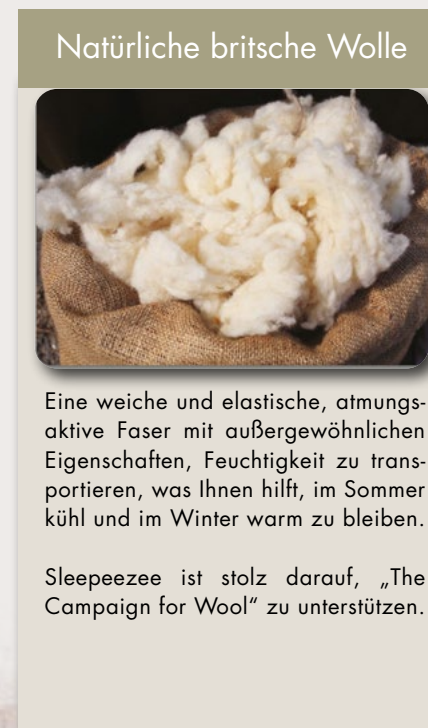 Natürliche britsche Wolle
Eine weiche und elastische, atmungs-
aktive Faser mit außergewöhnlichen
Eigenschaften, Feuchtigkeit zu trans-
portieren, was Ihnen hilft, im Sommer
kühl und im Winter warm zu bleiben.
Sleepeezee ist stolz darauf, „The
Campaign for Wool“ zu unterstützen.